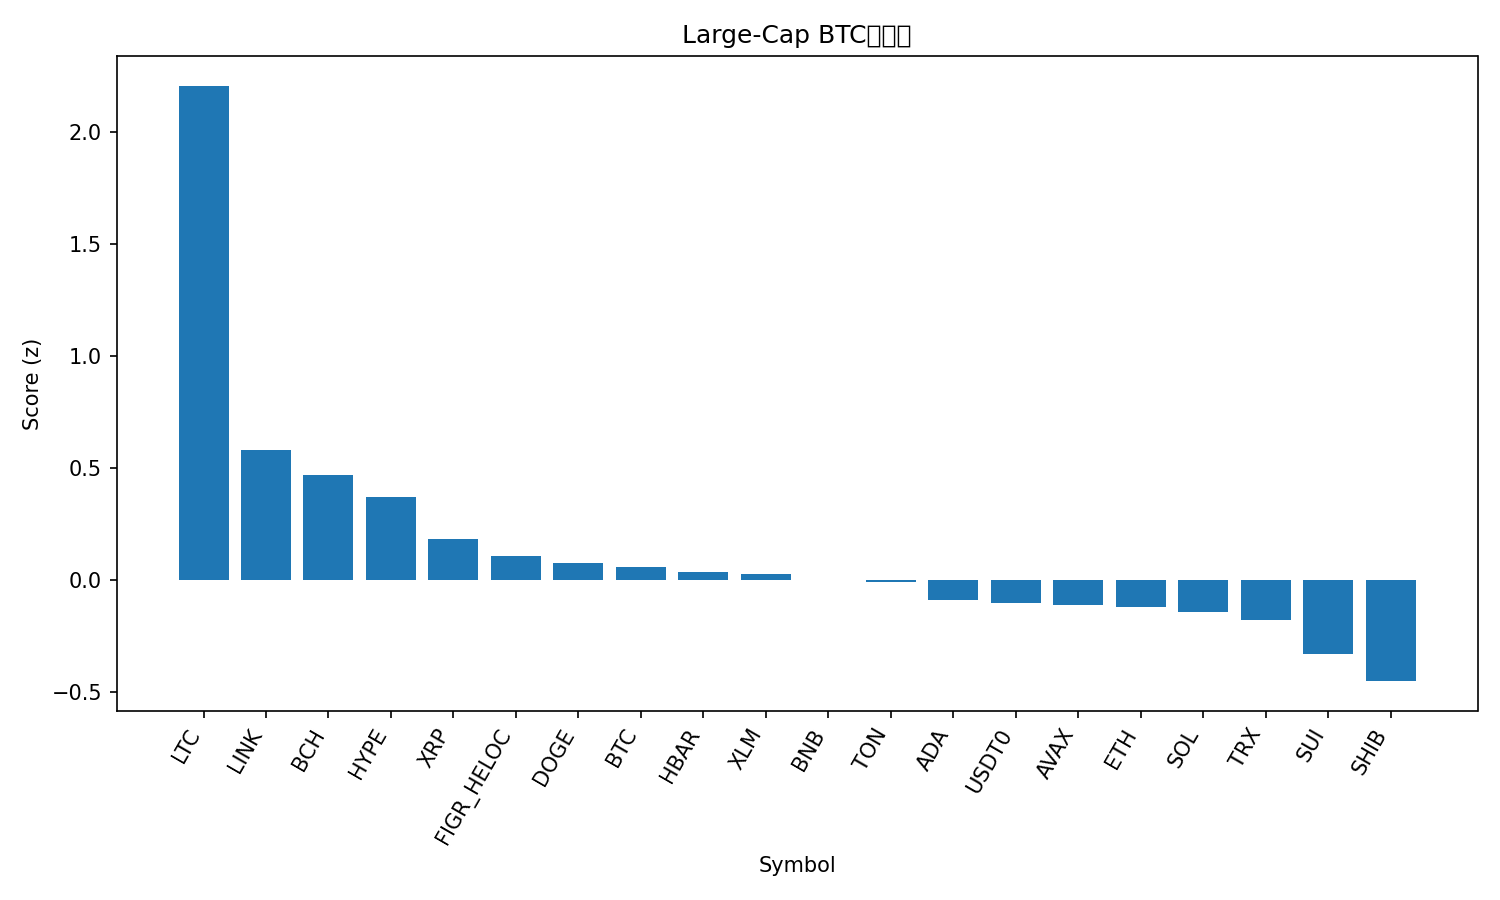 Large-Cap BTC
Score (z)
2.0
1.5
1.0
0.5
0.0
−0.5
LTC
LINK
BCH
HYPE
XRP
FIGR_HELOC
DOGE
BTC
HBAR
XLM
BNB
TON
ADA
USDT0
AVAX
ETH
SOL
TRX
SUI
SHIB
Symbol